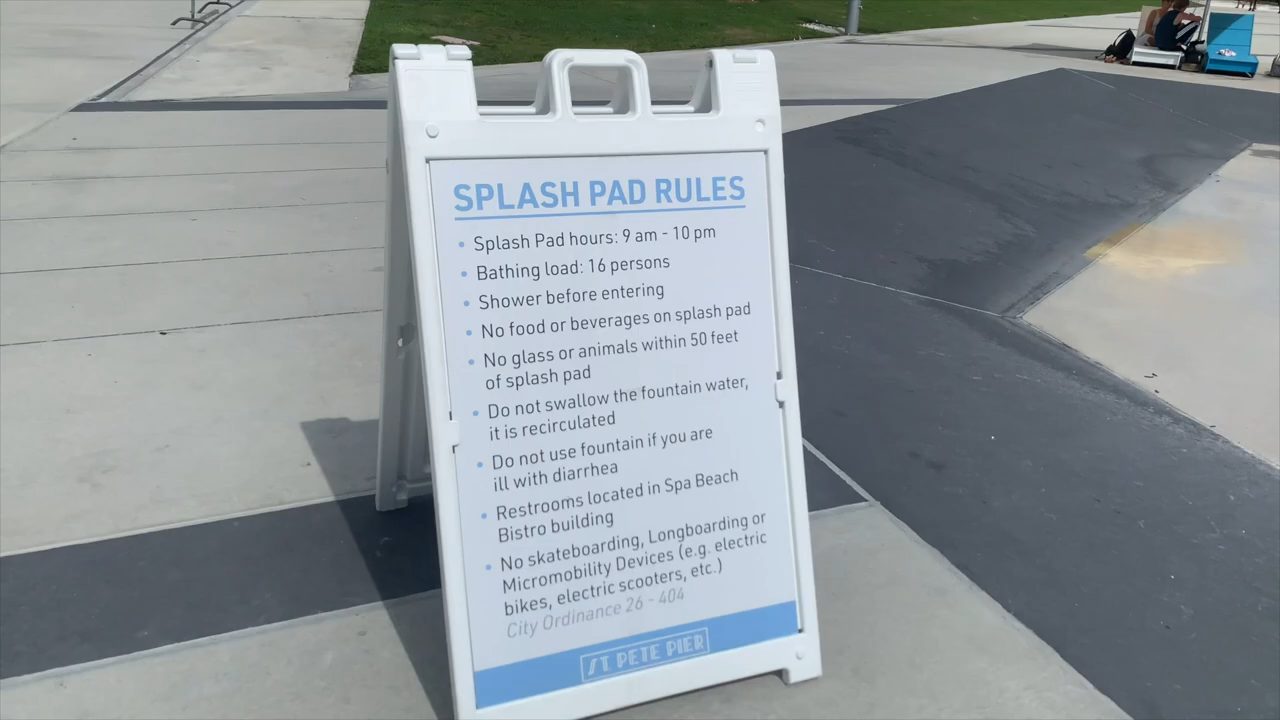 SPLASH PAD RULES
• Splash Pad hours: 9 am - 10 pm
• Bathing load: 16 persons
• Shower before entering
• No food or beverages on splash pad
• No glass or animals within 50 feet
of splash pad
• Do not swallow the fountain water,
it is recirculated
• Do not use fountain if you are
ill with diarrhea
• Restrooms located in Spa Beach
Bistro building
• No skateboarding, Longboarding or
Micromobility Devices (e.g. electric
bikes, electric scooters, etc.)
City Ordinance 26 - 404
ST. PETE PIER